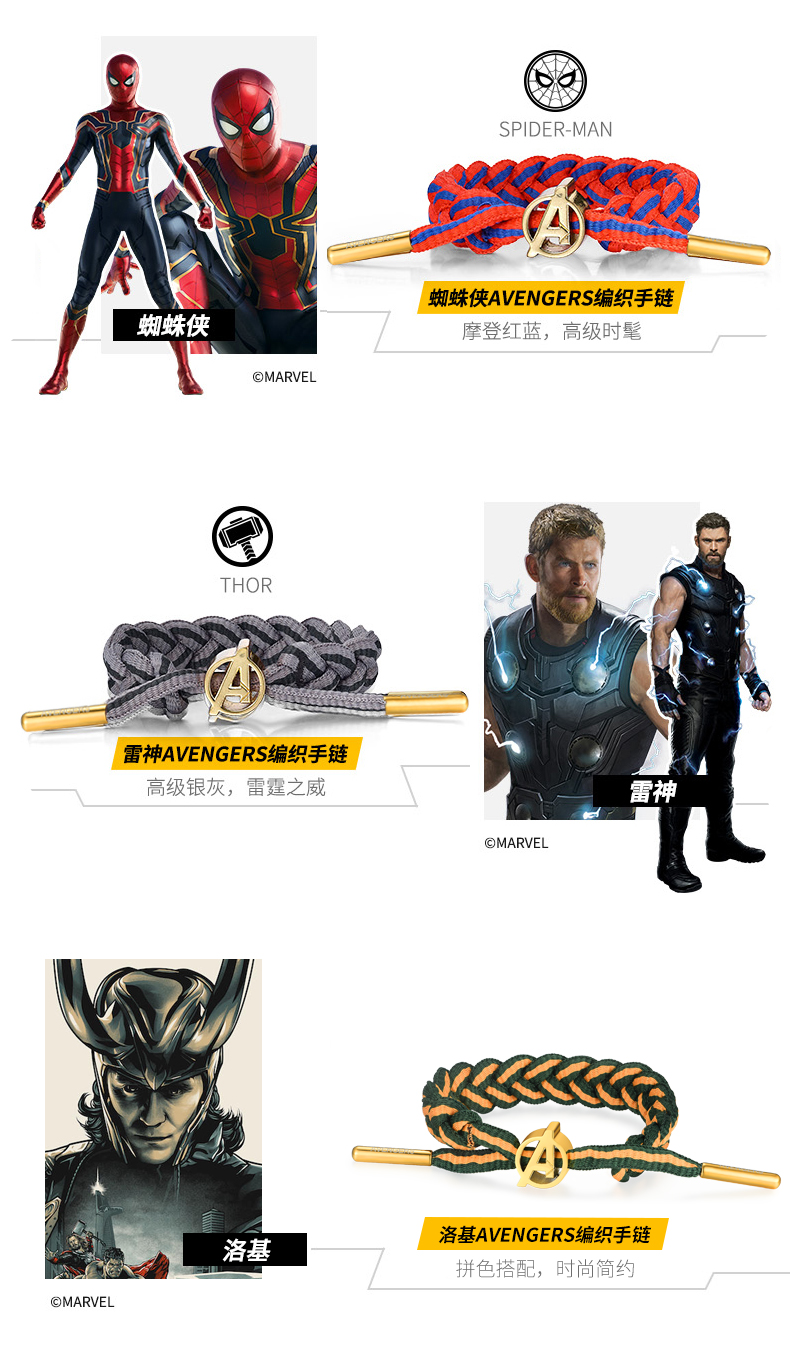 SPIDER-MAN
蜘蛛侠AVENGERS编织手链
摩登红蓝，高级时髦
蜘蛛侠
©MARVEL
THOR
雷神AVENGERS编织手链
高级银灰，雷霆之威
雷神
©MARVEL
洛基
©MARVEL
洛基AVENGERS编织手链
拼色搭配，时尚简约